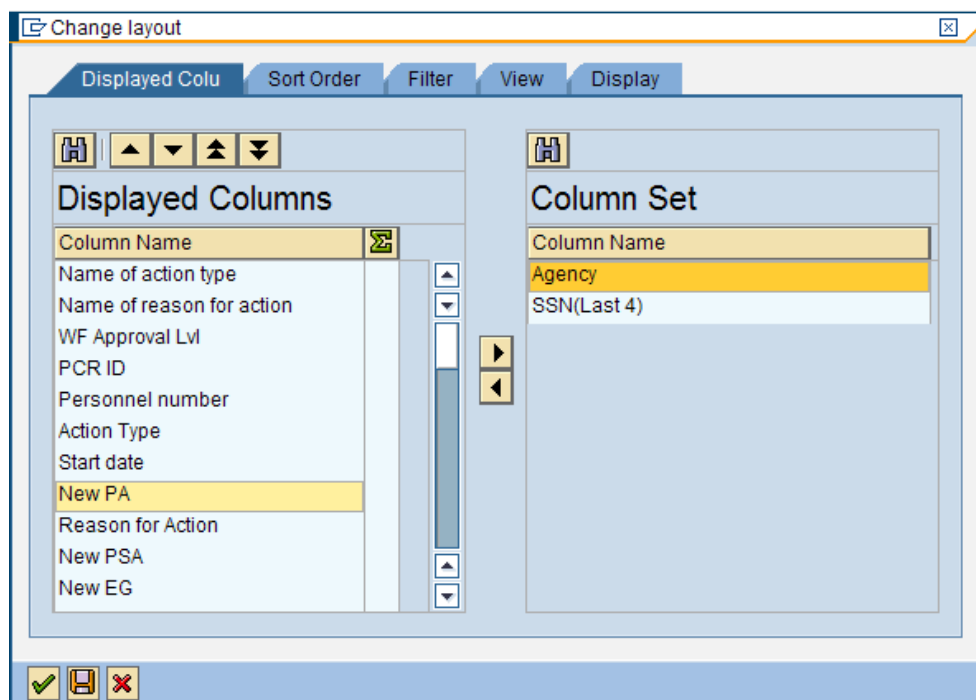 Change layout
Displayed Colu Sort Order Filter View Display
Displayed Columns
Column Name
Name of action type
Name of reason for action
WF Approval Lvl
PCR ID
Personnel number
Action Type
Start date
New PA
Reason for Action
New PSA
New EG
Column Set
Column Name
Agency
SSN(Last 4)